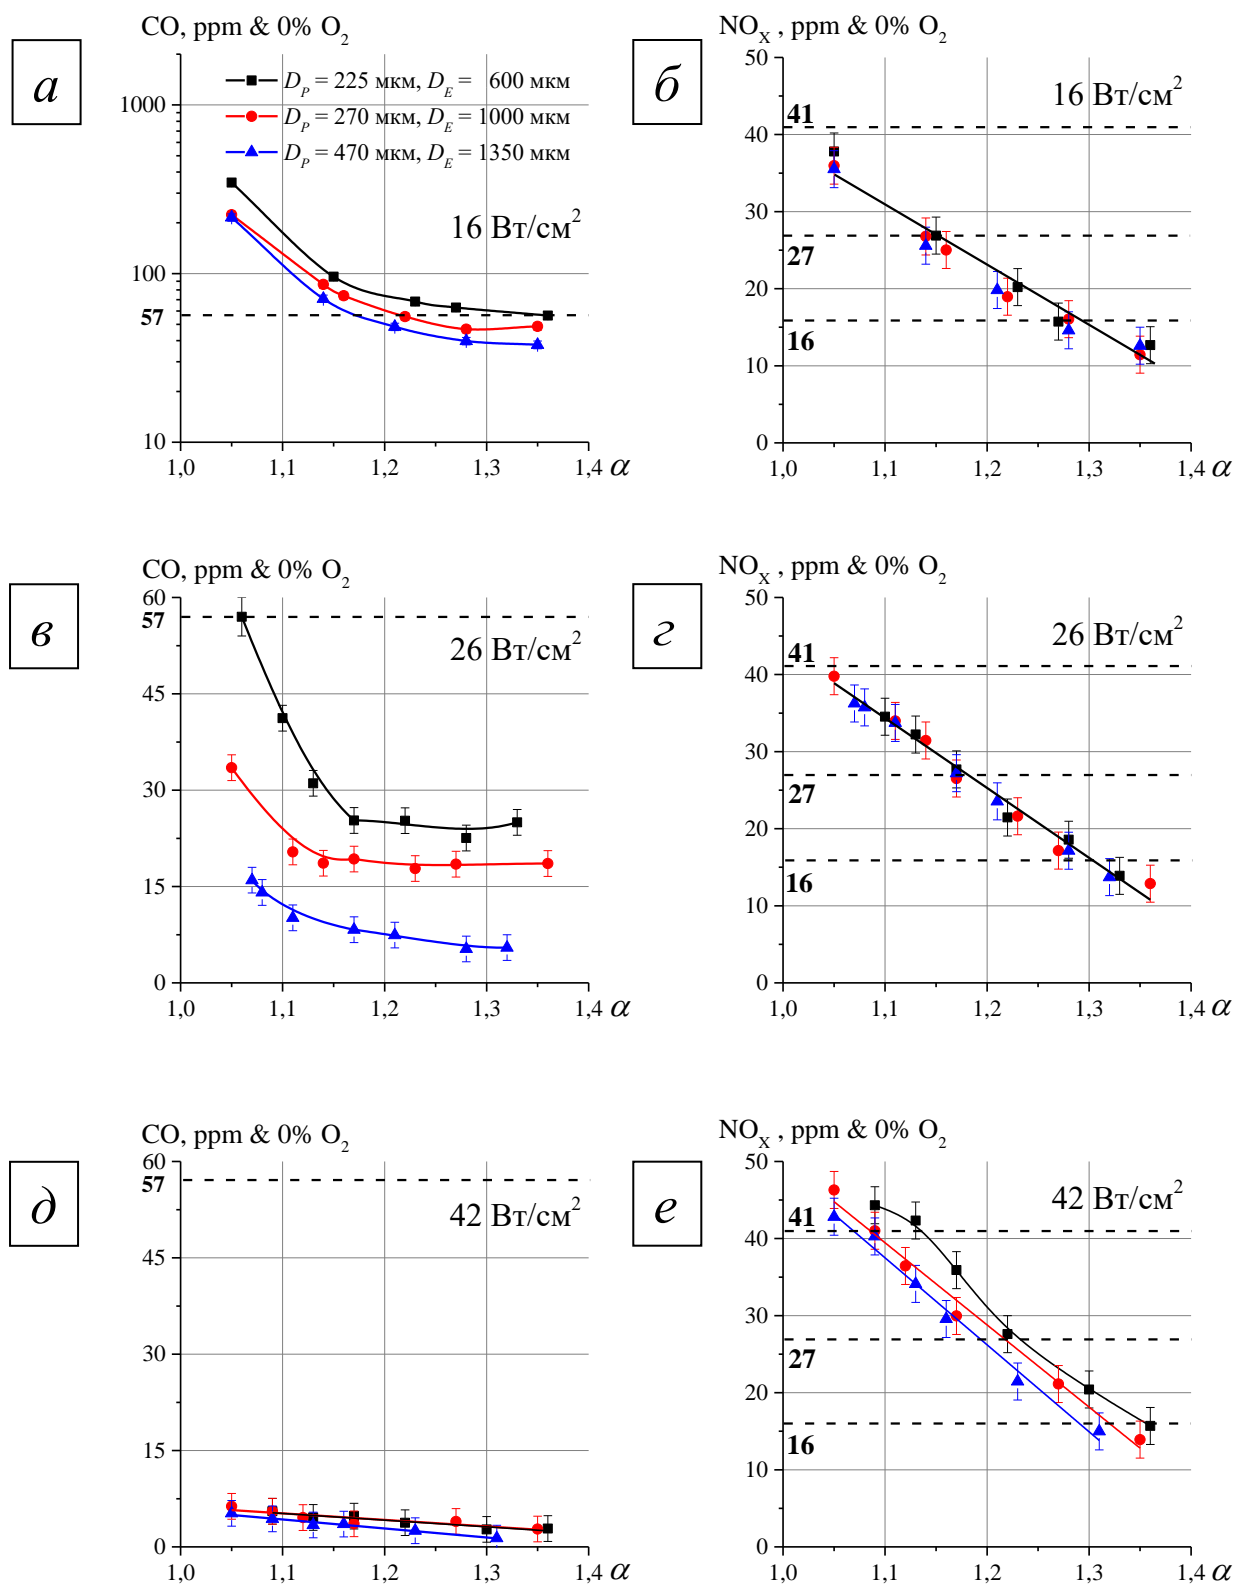 CO, ppm & 0% O₂
а
1000
100
57
10
D_P = 225 мкм, D_E = 600 мкм
D_P = 270 мкм, D_E = 1000 мкм
D_P = 470 мкм, D_E = 1350 мкм
16 Вт/см²
1,0 1,1 1,2 1,3 1,4 α
NO_X , ppm & 0% O₂
б
50
40
30
20
10
0
41
27
16
16 Вт/см²
1,0 1,1 1,2 1,3 1,4 α
CO, ppm & 0% O₂
в
60
57
45
30
15
0
26 Вт/см²
1,0 1,1 1,2 1,3 1,4 α
NO_X , ppm & 0% O₂
г
50
40
30
20
10
0
41
27
16
26 Вт/см²
1,0 1,1 1,2 1,3 1,4 α
CO, ppm & 0% O₂
д
60
57
45
30
15
0
42 Вт/см²
1,0 1,1 1,2 1,3 1,4 α
NO_X , ppm & 0% O₂
е
50
40
30
20
10
0
41
27
16
42 Вт/см²
1,0 1,1 1,2 1,3 1,4 α